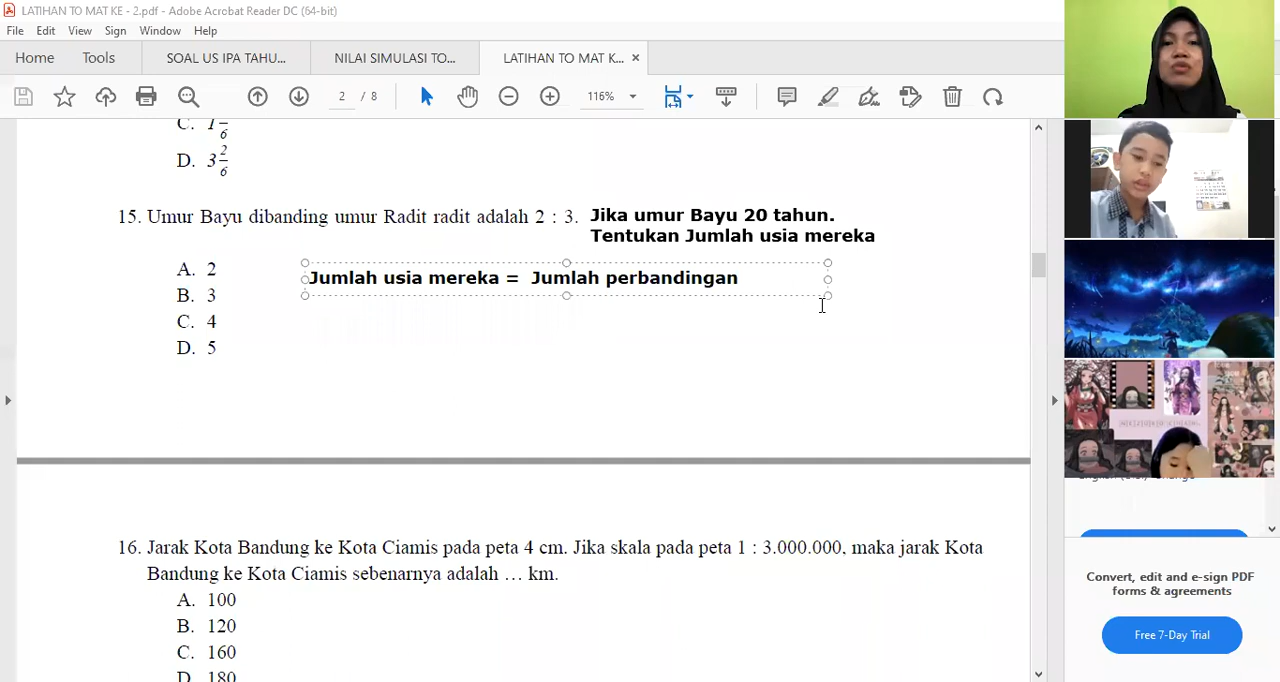 LATIHAN TO MAT KE - 2.pdf - Adobe Acrobat Reader DC (64-bit)
File Edit View Sign Window Help
Home Tools SOAL US IPA TAHU... NILAI SIMULASI TO... LATIHAN TO MAT K... ×
2 / 8 116%
C. 1 – 6
D. 3 2/6
15. Umur Bayu dibanding umur Radit radit adalah 2 : 3. Jika umur Bayu 20 tahun.
Tentukan Jumlah usia mereka
A. 2
Jumlah usia mereka = Jumlah perbandingan
B. 3
C. 4
D. 5
16. Jarak Kota Bandung ke Kota Ciamis pada peta 4 cm. Jika skala pada peta 1 : 3.000.000, maka jarak Kota
Bandung ke Kota Ciamis sebenarnya adalah … km.
A. 100
B. 120
C. 160
D. 180
Convert, edit and e-sign PDF
forms & agreements
Free 7-Day Trial